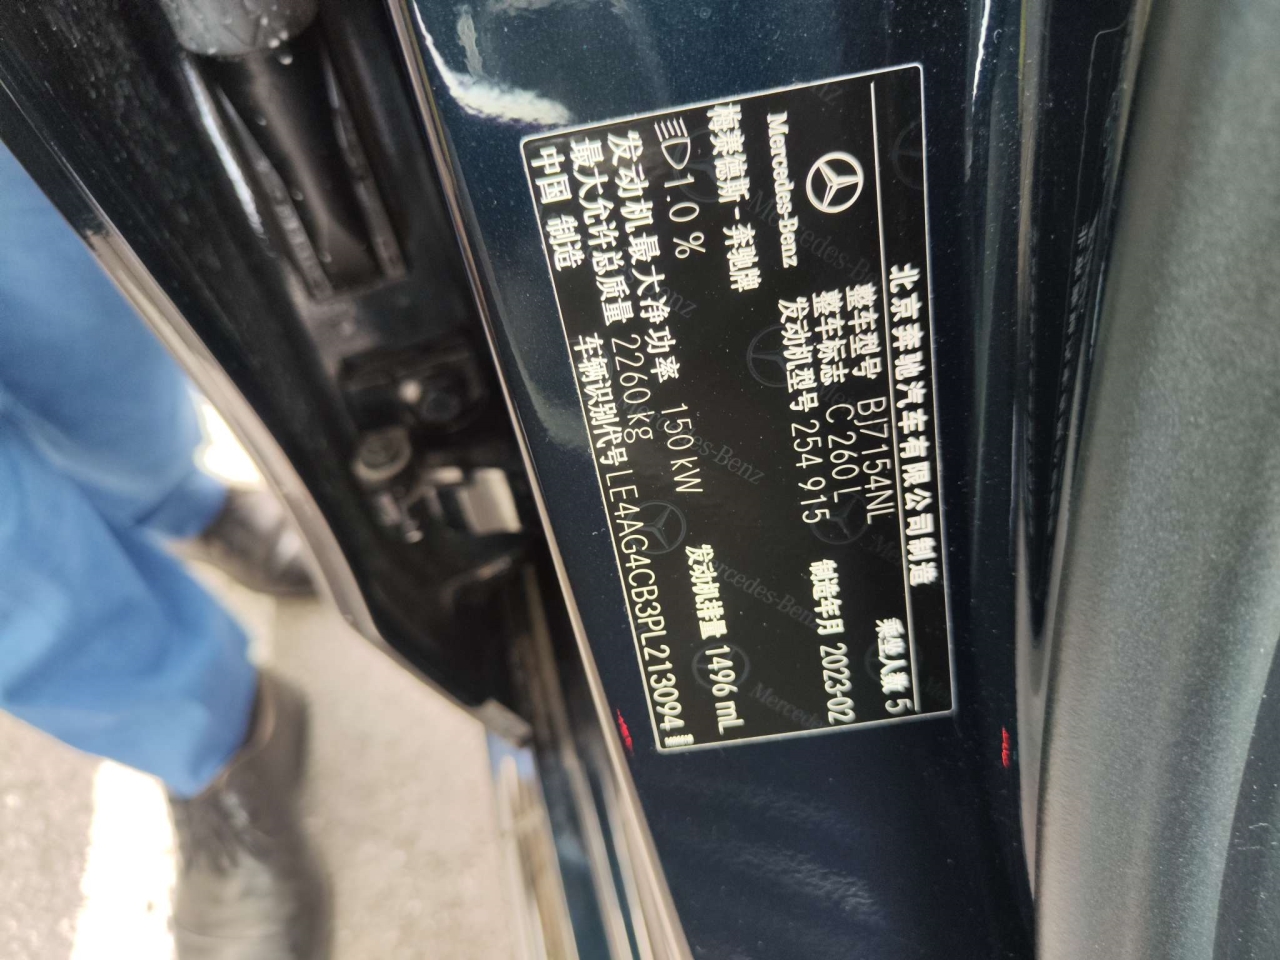 北京奔驰汽车有限公司制造
Mercedes-Benz
梅赛德斯-奔驰牌
整车型号 BJ7154NL 乘坐人数 5
整车标志 C 260 L
发动机型号 254 915 制造年月 2023-02
1.0 %
发动机最大净功率 150 kW 发动机排量 1496 mL
最大允许总质量 2260 kg
中国 制造 车辆识别代号 LE4AG4CB3PL213094